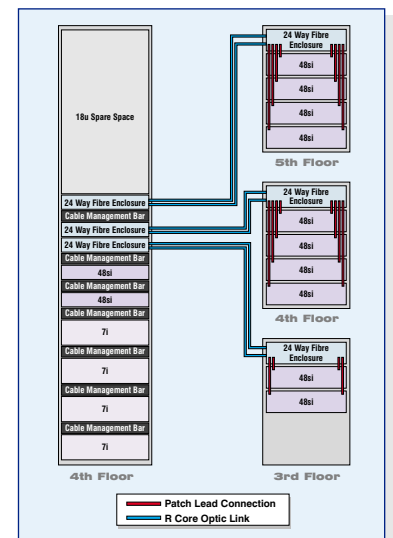 18u Spare Space
24 Way Fibre Enclosure
Cable Management Bar
24 Way Fibre Enclosure
24 Way Fibre Enclosure
Cable Management Bar
48si
Cable Management Bar
48si
Cable Management Bar
7i
Cable Management Bar
7i
Cable Management Bar
7i
Cable Management Bar
7i
4th Floor
24 Way Fibre
Enclosure
48si
48si
48si
48si
5th Floor
24 Way Fibre
Enclosure
48si
48si
48si
48si
4th Floor
24 Way Fibre
Enclosure
48si
48si
3rd Floor
Patch Lead Connection
R Core Optic Link